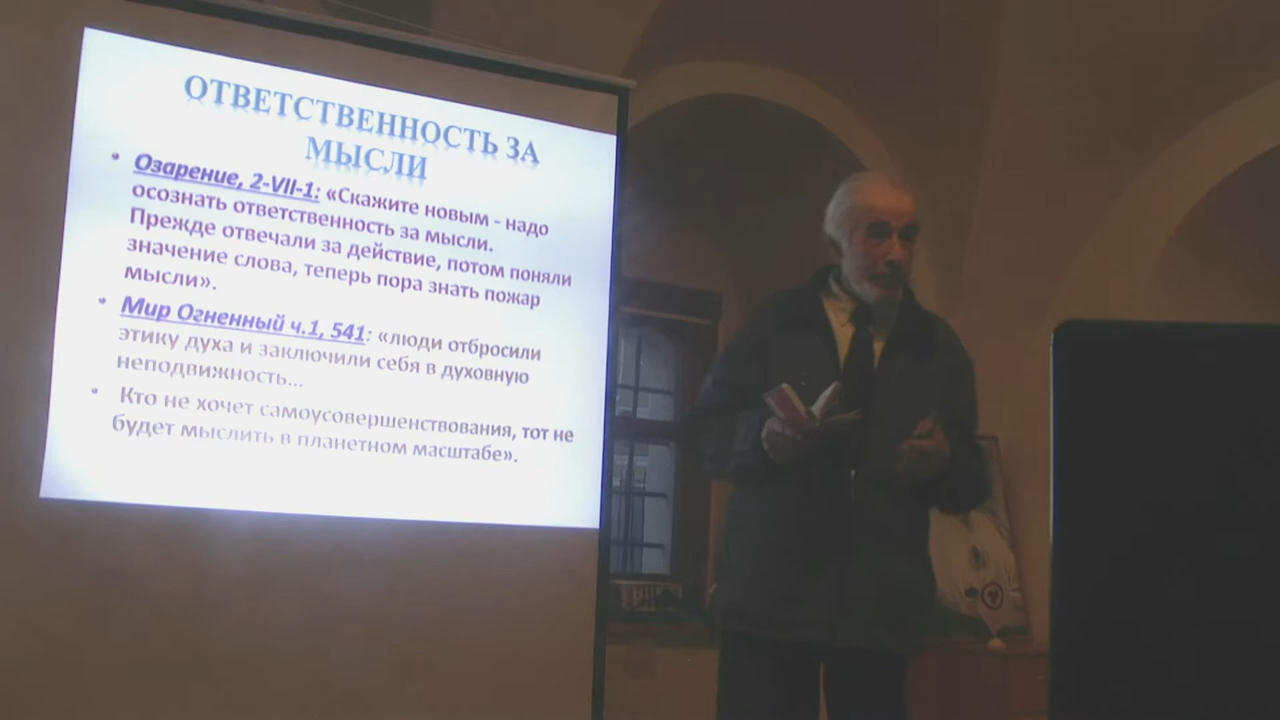 ОТВЕТСТВЕННОСТЬ ЗА
МЫСЛИ
• Озарение, 2-VII-1: «Скажите новым - надо
осознать ответственность за мысли.
Прежде отвечали за действие, потом поняли
значение слова, теперь пора знать пожар
мысли».
• Мир Огненный ч.1, 541: «люди отбросили
этику духа и заключили себя в духовную
неподвижность...
• Кто не хочет самоусовершенствования, тот не
будет мыслить в планетном масштабе».